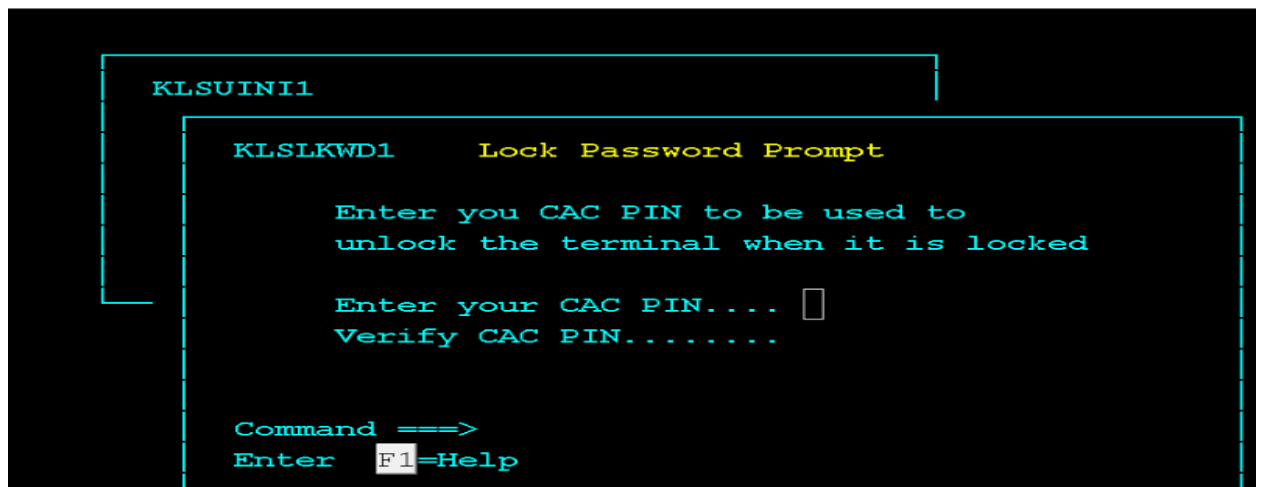 KLSUINI1
KLSLKWD1 Lock Password Prompt
Enter you CAC PIN to be used to
unlock the terminal when it is locked
Enter your CAC PIN....
Verify CAC PIN........
Command ===>
Enter F1=Help